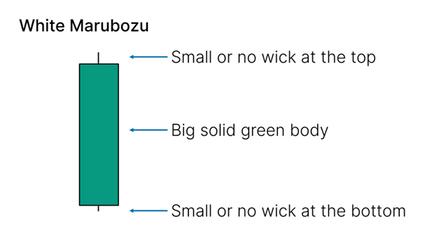 White Marubozu
Small or no wick at the top
Big solid green body
Small or no wick at the bottom